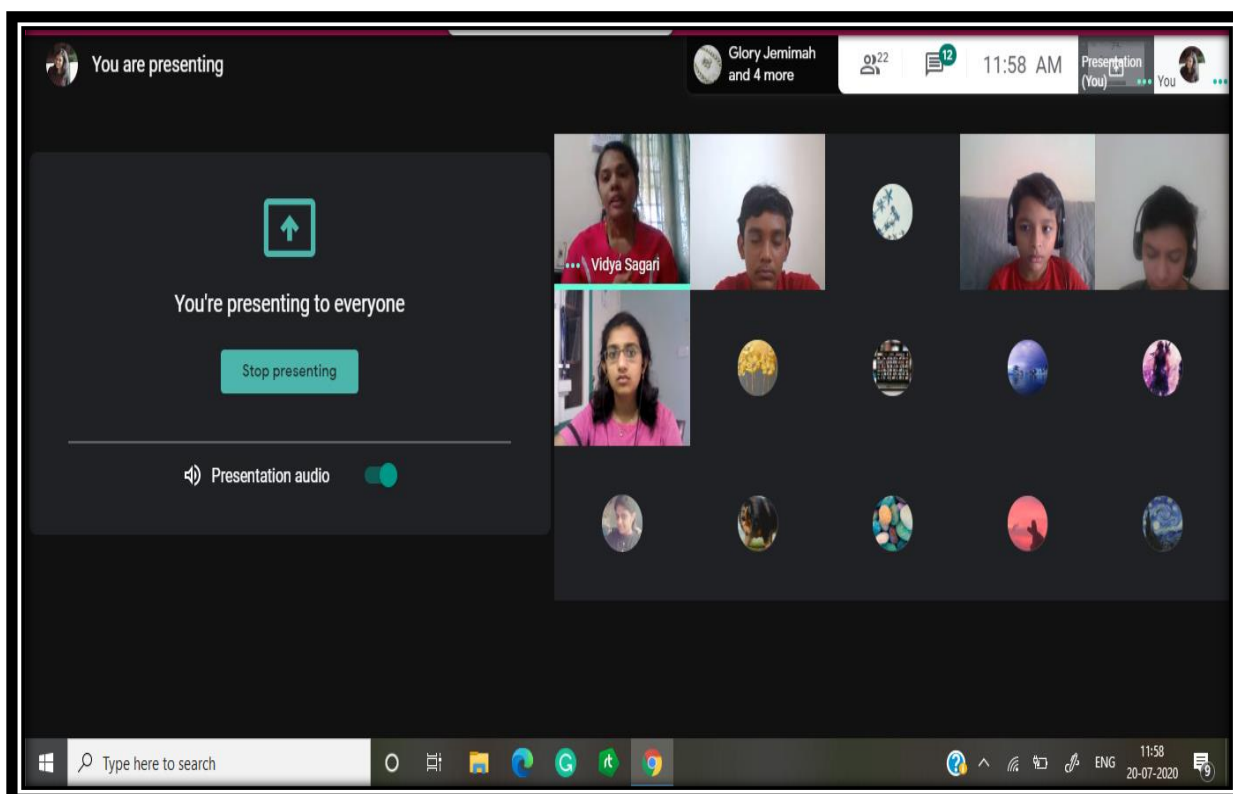 You are presenting
Glory Jemimah
and 4 more
22
12
11:58 AM
Presentation
(You)
You
Vidya Sagari
You're presenting to everyone
Stop presenting
Presentation audio
Type here to search
G
rt
ENG
11:58
20-07-2020
9